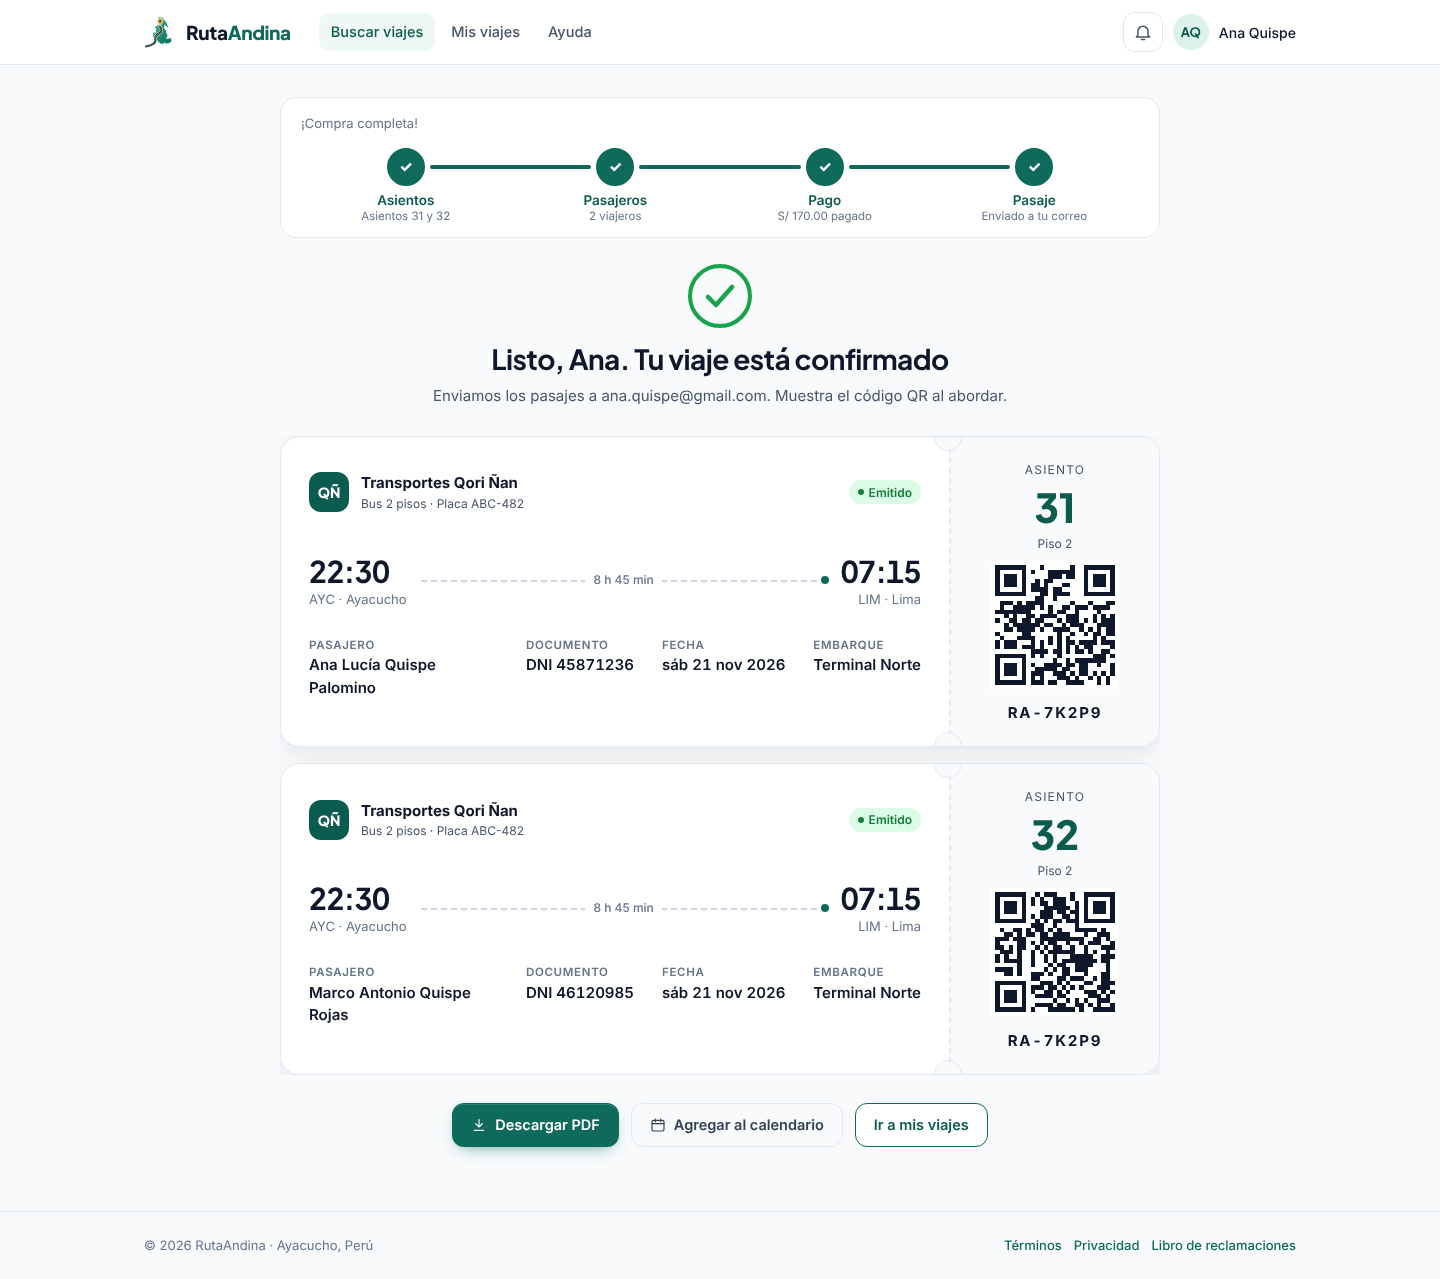 RutaAndina
Buscar viajes
Mis viajes
Ayuda
AQ
Ana Quispe
¡Compra completa!
Asientos
Asientos 31 y 32
Pasajeros
2 viajeros
Pago
S/ 170.00 pagado
Pasaje
Enviado a tu correo
Listo, Ana. Tu viaje está confirmado
Enviamos los pasajes a ana.quispe@gmail.com. Muestra el código QR al abordar.
QÑ
Transportes Qori Ñan
Bus 2 pisos · Placa ABC-482
Emitido
22:30
AYC · Ayacucho
8 h 45 min
07:15
LIM · Lima
PASAJERO
Ana Lucía Quispe
Palomino
DOCUMENTO
DNI 45871236
FECHA
sáb 21 nov 2026
EMBARQUE
Terminal Norte
ASIENTO
31
Piso 2
RA-7K2P9
QÑ
Transportes Qori Ñan
Bus 2 pisos · Placa ABC-482
Emitido
22:30
AYC · Ayacucho
8 h 45 min
07:15
LIM · Lima
PASAJERO
Marco Antonio Quispe
Rojas
DOCUMENTO
DNI 46120985
FECHA
sáb 21 nov 2026
EMBARQUE
Terminal Norte
ASIENTO
32
Piso 2
RA-7K2P9
Descargar PDF
Agregar al calendario
Ir a mis viajes
© 2026 RutaAndina · Ayacucho, Perú
Términos
Privacidad
Libro de reclamaciones